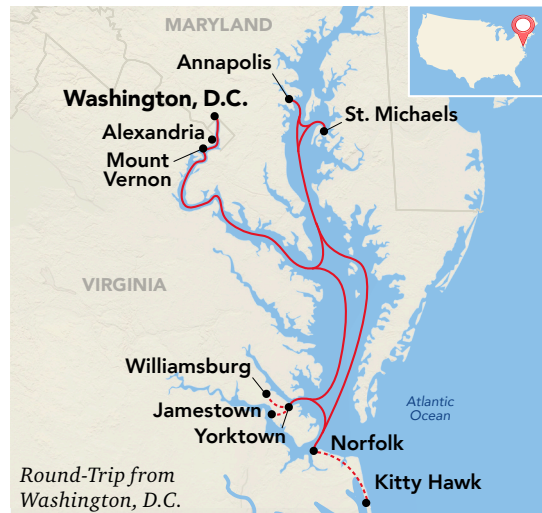 MARYLAND
Annapolis
Washington, D.C.
St. Michaels
Alexandria
Mount
Vernon
VIRGINIA
Williamsburg
Jamestown
Yorktown
Atlantic
Ocean
Norfolk
Kitty Hawk
Round-Trip from
Washington, D.C.